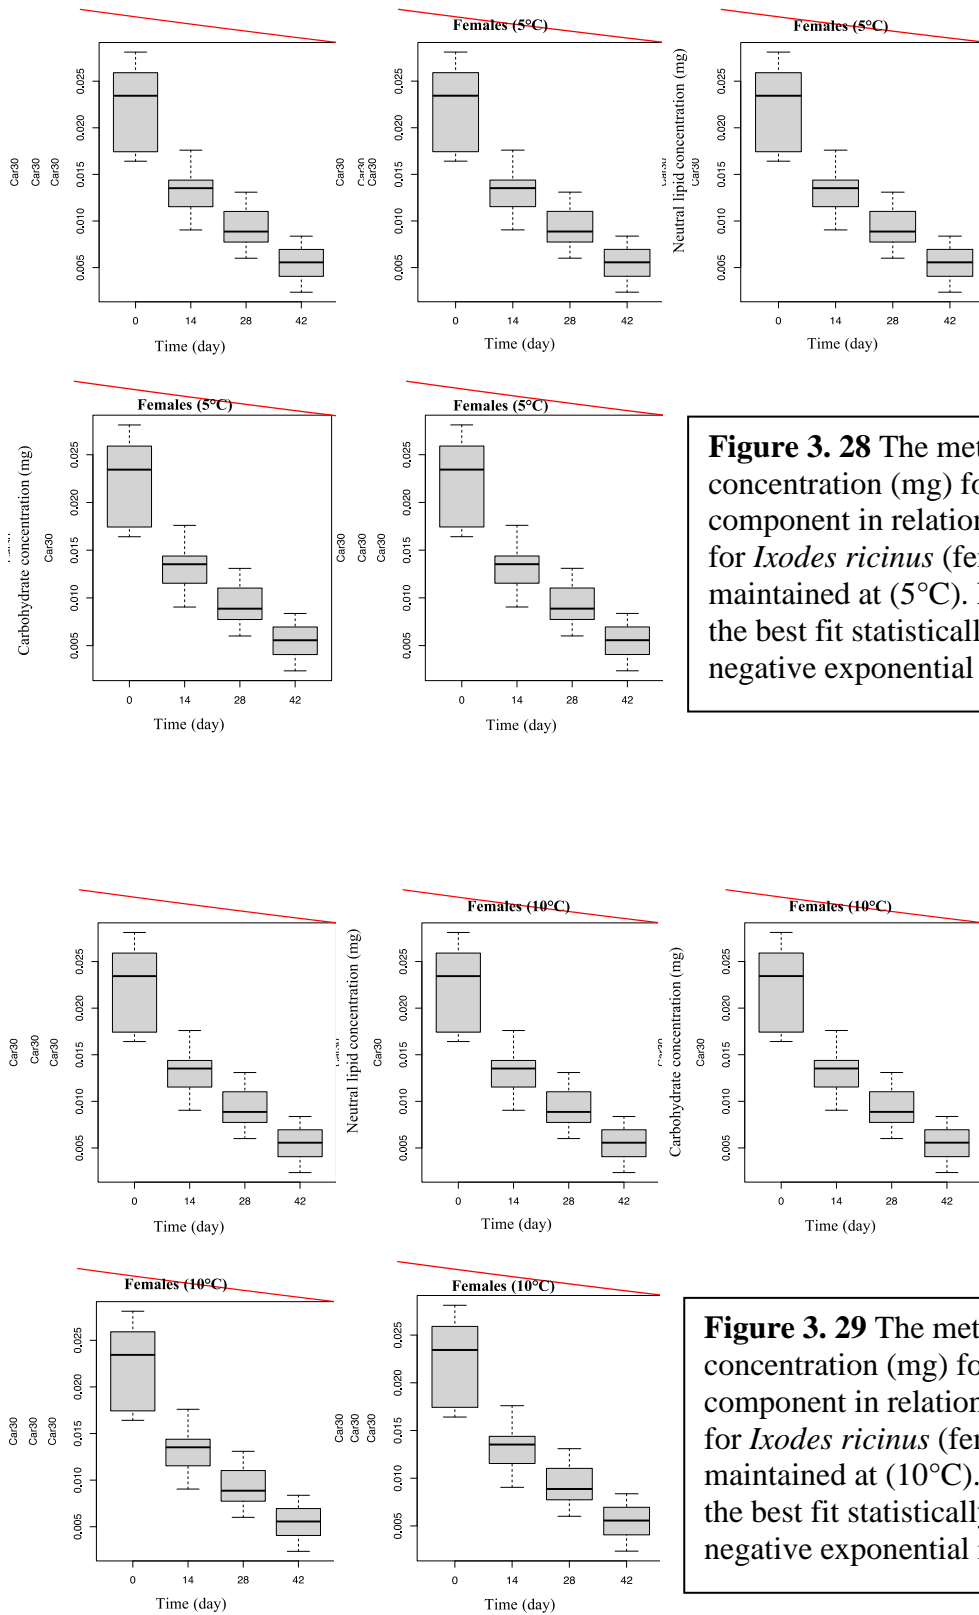 Females (5°C)
Females (5°C)
0.025
0.020
0.015
0.010
0.005
Car30
Car30
Car30
0
14
28
42
Time (day)
0.025
0.020
0.015
0.010
0.005
Car30
Car30
Car30
0
14
28
42
Time (day)
Neutral lipid concentration (mg)
0.025
0.020
0.015
0.010
0.005
Car30
0
14
28
42
Time (day)
Females (5°C)
Carbohydrate concentration (mg)
0.025
0.020
0.015
0.010
0.005
Car30
0
14
28
42
Time (day)
Females (5°C)
0.025
0.020
0.015
0.010
0.005
Car30
Car30
Car30
0
14
28
42
Time (day)
Figure 3. 28 The met
concentration (mg) fo
component in relation
for Ixodes ricinus (fer
maintained at (5°C).
the best fit statistically
negative exponential
0.025
0.020
0.015
0.010
0.005
Car30
Car30
Car30
0
14
28
42
Time (day)
Females (10°C)
Neutral lipid concentration (mg)
0.025
0.020
0.015
0.010
0.005
Car30
0
14
28
42
Time (day)
Females (10°C)
Carbohydrate concentration (mg)
0.025
0.020
0.015
0.010
0.005
Car30
0
14
28
42
Time (day)
Females (10°C)
0.025
0.020
0.015
0.010
0.005
Car30
Car30
Car30
0
14
28
42
Time (day)
Females (10°C)
0.025
0.020
0.015
0.010
0.005
Car30
Car30
Car30
0
14
28
42
Time (day)
Figure 3. 29 The met
concentration (mg) fo
component in relation
for Ixodes ricinus (fer
maintained at (10°C).
the best fit statistically
negative exponential